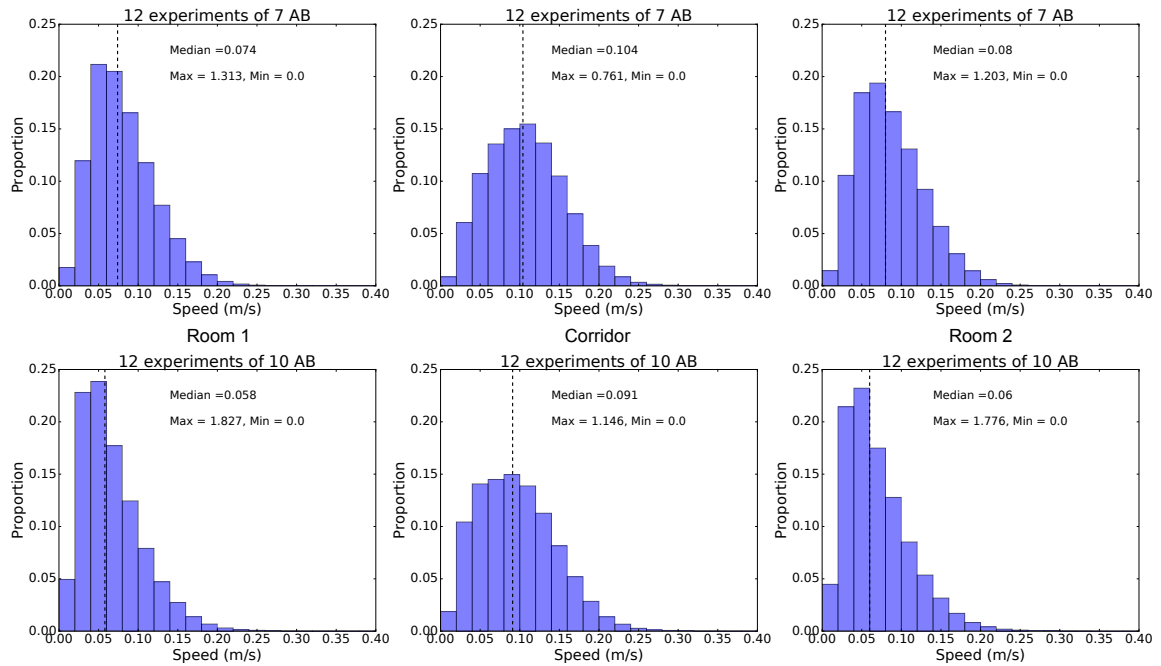 12 experiments of 7 AB
Median =0.074
Max = 1.313, Min = 0.0
Proportion
0.25
0.20
0.15
0.10
0.05
0.00
0.00 0.05 0.10 0.15 0.20 0.25 0.30 0.35 0.40
Speed (m/s)
12 experiments of 7 AB
Median =0.104
Max = 0.761, Min = 0.0
Proportion
0.25
0.20
0.15
0.10
0.05
0.00
0.00 0.05 0.10 0.15 0.20 0.25 0.30 0.35 0.40
Speed (m/s)
12 experiments of 7 AB
Median =0.08
Max = 1.203, Min = 0.0
Proportion
0.25
0.20
0.15
0.10
0.05
0.00
0.00 0.05 0.10 0.15 0.20 0.25 0.30 0.35 0.40
Speed (m/s)
Room 1
Corridor
Room 2
12 experiments of 10 AB
Median =0.058
Max = 1.827, Min = 0.0
Proportion
0.25
0.20
0.15
0.10
0.05
0.00
0.00 0.05 0.10 0.15 0.20 0.25 0.30 0.35 0.40
Speed (m/s)
12 experiments of 10 AB
Median =0.091
Max = 1.146, Min = 0.0
Proportion
0.25
0.20
0.15
0.10
0.05
0.00
0.00 0.05 0.10 0.15 0.20 0.25 0.30 0.35 0.40
Speed (m/s)
12 experiments of 10 AB
Median =0.06
Max = 1.776, Min = 0.0
Proportion
0.25
0.20
0.15
0.10
0.05
0.00
0.00 0.05 0.10 0.15 0.20 0.25 0.30 0.35 0.40
Speed (m/s)